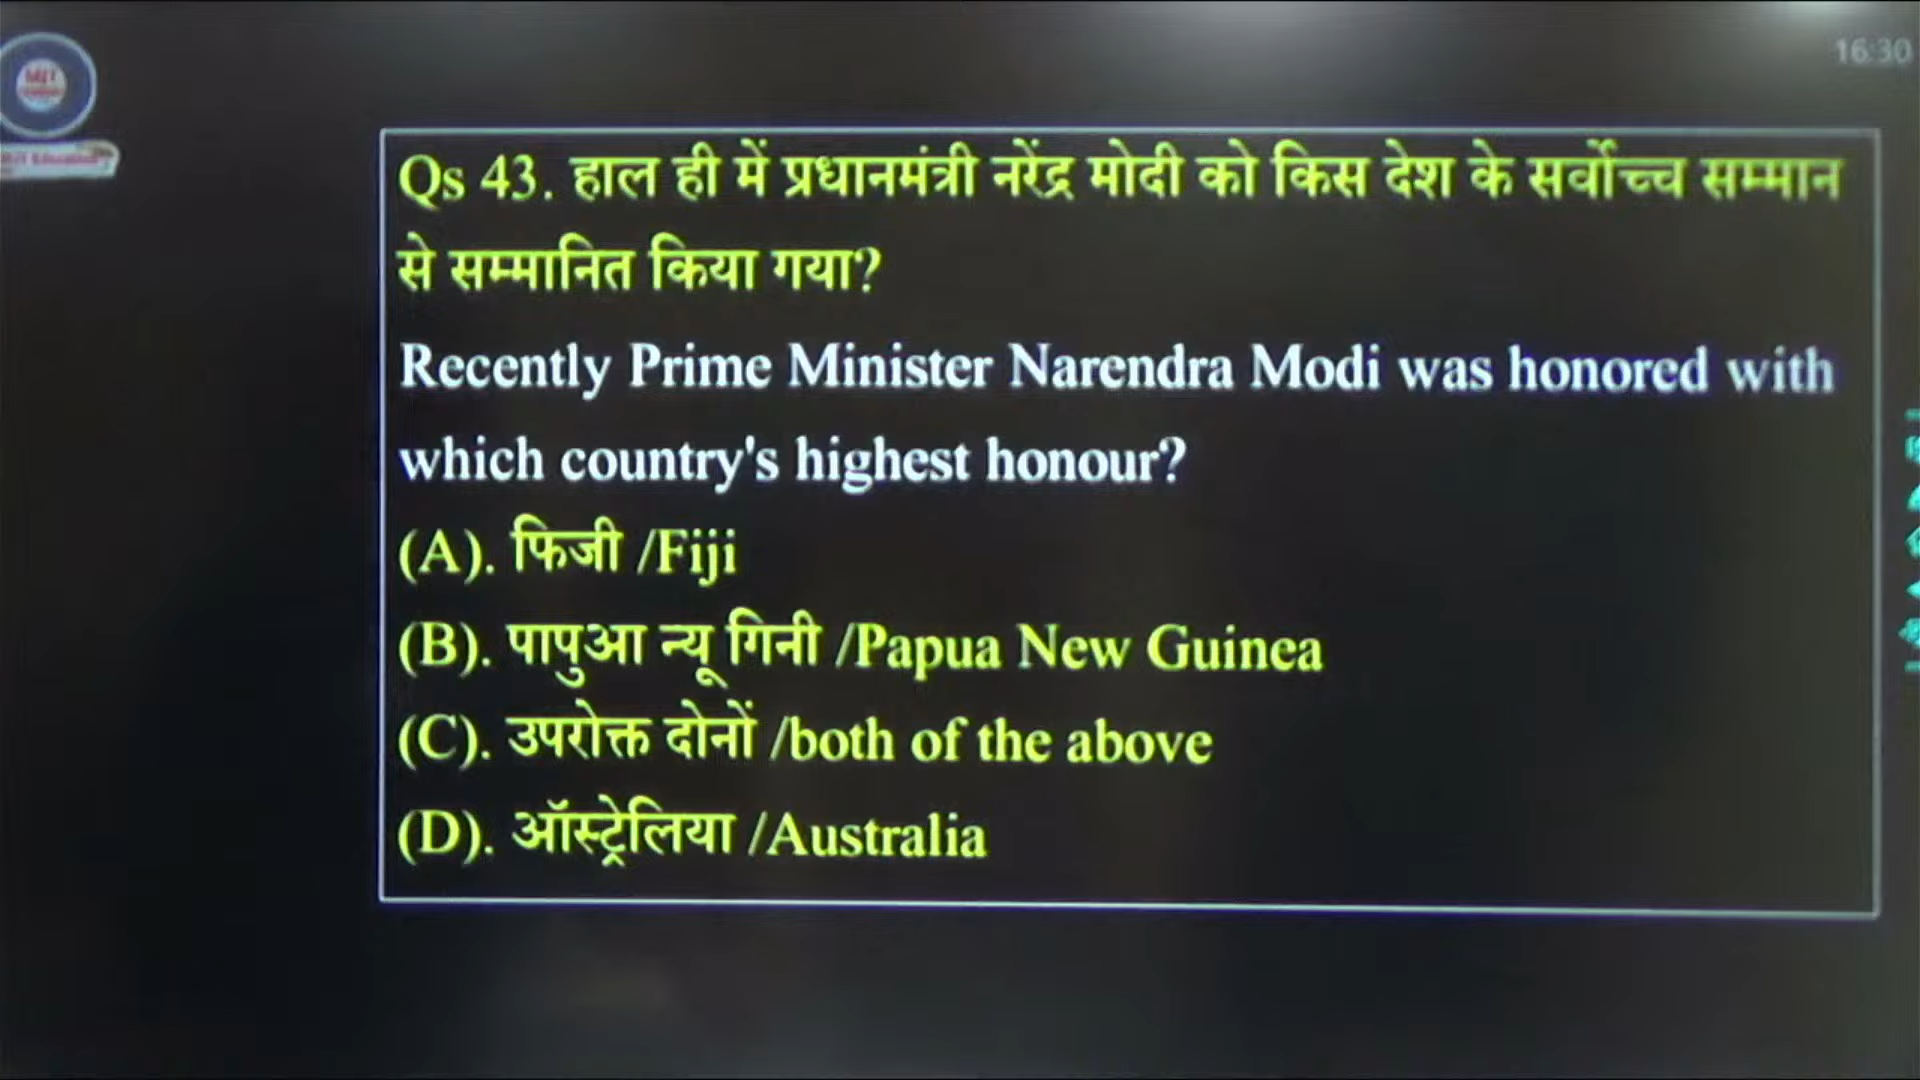 16:30
Qs 43. हाल ही में प्रधानमंत्री नरेंद्र मोदी को किस देश के सर्वोच्च सम्मान
से सम्मानित किया गया?
Recently Prime Minister Narendra Modi was honored with
which country's highest honour?
(A). फिजी /Fiji
(B). पापुआ न्यू गिनी /Papua New Guinea
(C). उपरोक्त दोनों /both of the above
(D). ऑस्ट्रेलिया /Australia